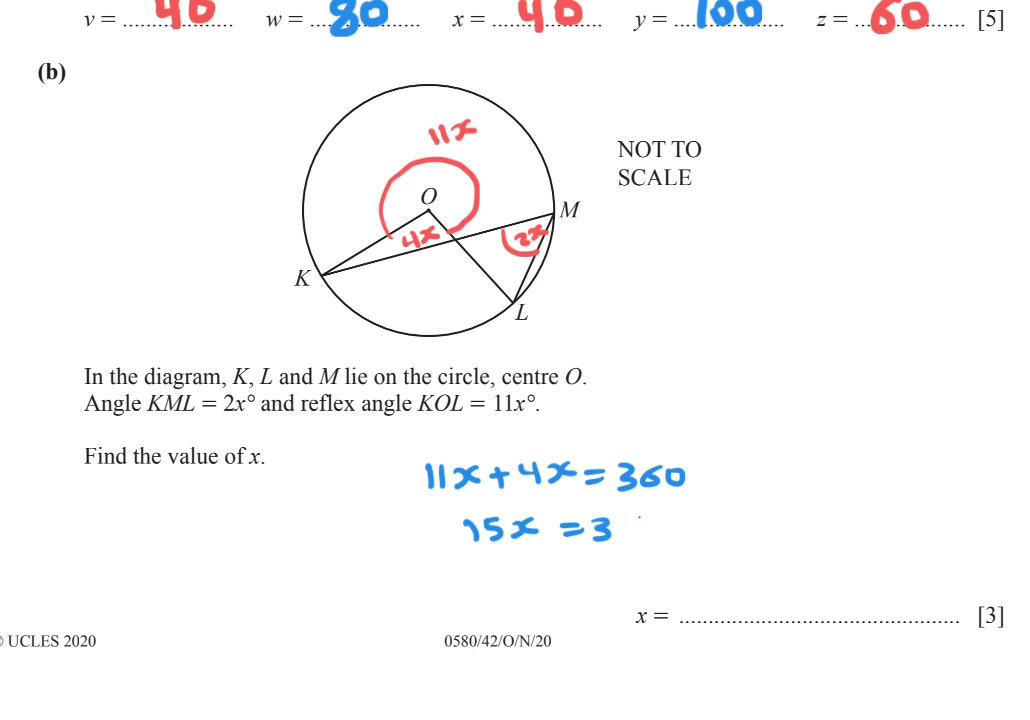 v = ........ 40 ........ w = ........ 80 ........ x = ........ 40 ........ y = ........ 100 ........ z = ........ 60 ........ [5]
(b)
11x
NOT TO
SCALE
O
M
4x
2x
K
L
In the diagram, K, L and M lie on the circle, centre O.
Angle KML = 2x° and reflex angle KOL = 11x°.
Find the value of x.
11x + 4x = 360
15x = 3
x = ................................................ [3]
© UCLES 2020
0580/42/O/N/20